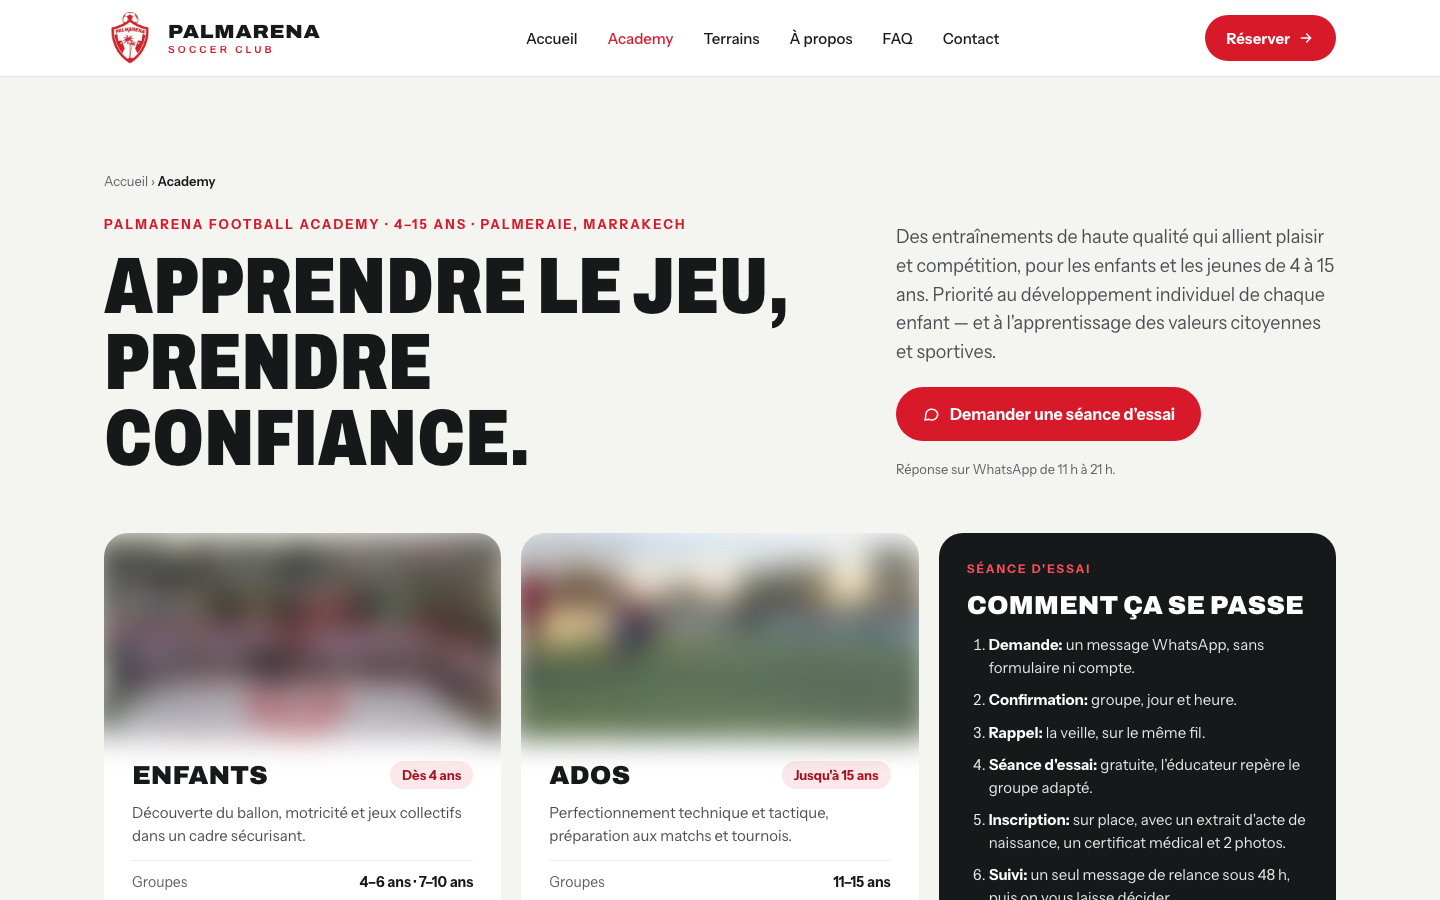 PALMARENA
SOCCER CLUB
Accueil
Academy
Terrains
À propos
FAQ
Contact
Réserver
Accueil › Academy
PALMARENA FOOTBALL ACADEMY · 4–15 ANS · PALMERAIE, MARRAKECH
APPRENDRE LE JEU,
PRENDRE
CONFIANCE.
Des entraînements de haute qualité qui allient plaisir
et compétition, pour les enfants et les jeunes de 4 à 15
ans. Priorité au développement individuel de chaque
enfant — et à l'apprentissage des valeurs citoyennes
et sportives.
Demander une séance d'essai
Réponse sur WhatsApp de 11 h à 21 h.
ENFANTS
Dès 4 ans
Découverte du ballon, motricité et jeux collectifs
dans un cadre sécurisant.
Groupes
4–6 ans · 7–10 ans
ADOS
Jusqu'à 15 ans
Perfectionnement technique et tactique,
préparation aux matchs et tournois.
Groupes
11–15 ans
SÉANCE D'ESSAI
COMMENT ÇA SE PASSE
1. Demande: un message WhatsApp, sans
formulaire ni compte.
2. Confirmation: groupe, jour et heure.
3. Rappel: la veille, sur le même fil.
4. Séance d'essai: gratuite, l'éducateur repère le
groupe adapté.
5. Inscription: sur place, avec un extrait d'acte de
naissance, un certificat médical et 2 photos.
6. Suivi: un seul message de relance sous 48 h,
puis on vous laisse décider.